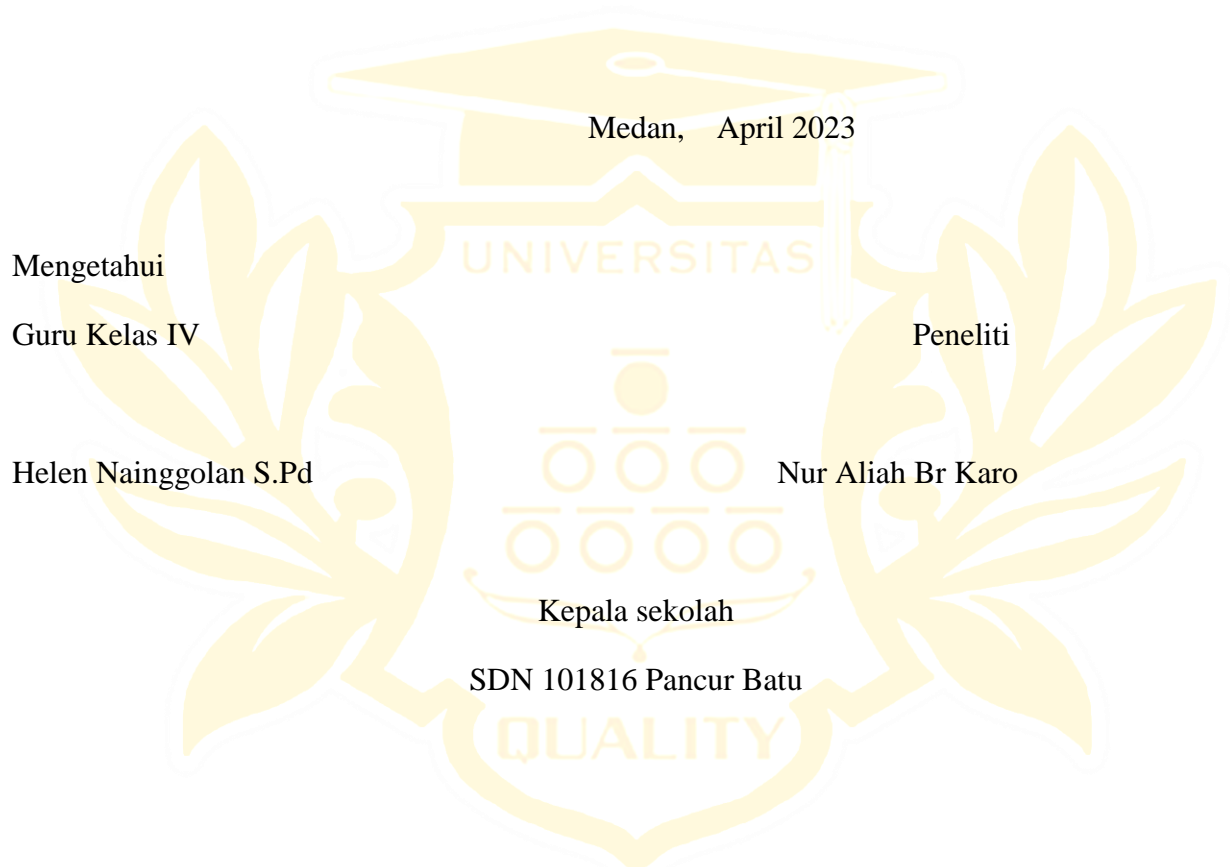 Medan, April 2023
Mengetahui
UNIVERSITAS
Guru Kelas IV Peneliti
Helen Nainggolan S.Pd Nur Aliah Br Karo
Kepala sekolah
SDN 101816 Pancur Batu
QUALITY